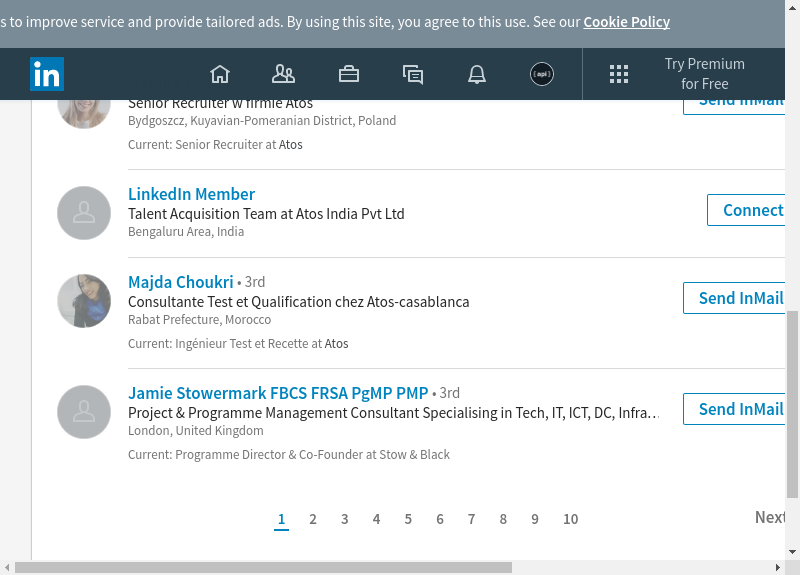 s to improve service and provide tailored ads. By using this site, you agree to this use. See our Cookie Policy
in
[api]
Try Premium
for Free
Senior Recruiter w firmie Atos
Send InMail
Bydgoszcz, Kuyavian-Pomeranian District, Poland
Current: Senior Recruiter at Atos
LinkedIn Member
Talent Acquisition Team at Atos India Pvt Ltd
Connect
Bengaluru Area, India
Majda Choukri • 3rd
Consultante Test et Qualification chez Atos-casablanca
Send InMail
Rabat Prefecture, Morocco
Current: Ingénieur Test et Recette at Atos
Jamie Stowermark FBCS FRSA PgMP PMP • 3rd
Project & Programme Management Consultant Specialising in Tech, IT, ICT, DC, Infra…
Send InMail
London, United Kingdom
Current: Programme Director & Co-Founder at Stow & Black
1 2 3 4 5 6 7 8 9 10
Next